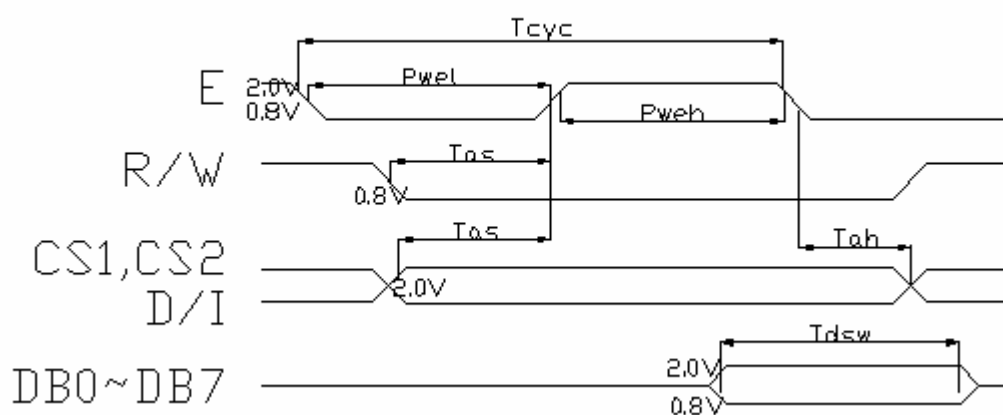 Tcyc
E
2.0V
0.8V
Pwel
Pweh
R/W
Tas
0.8V
CS1,CS2
D/I
Tas
Tah
2.0V
DB0~DB7
2.0V
0.8V
Tdsw